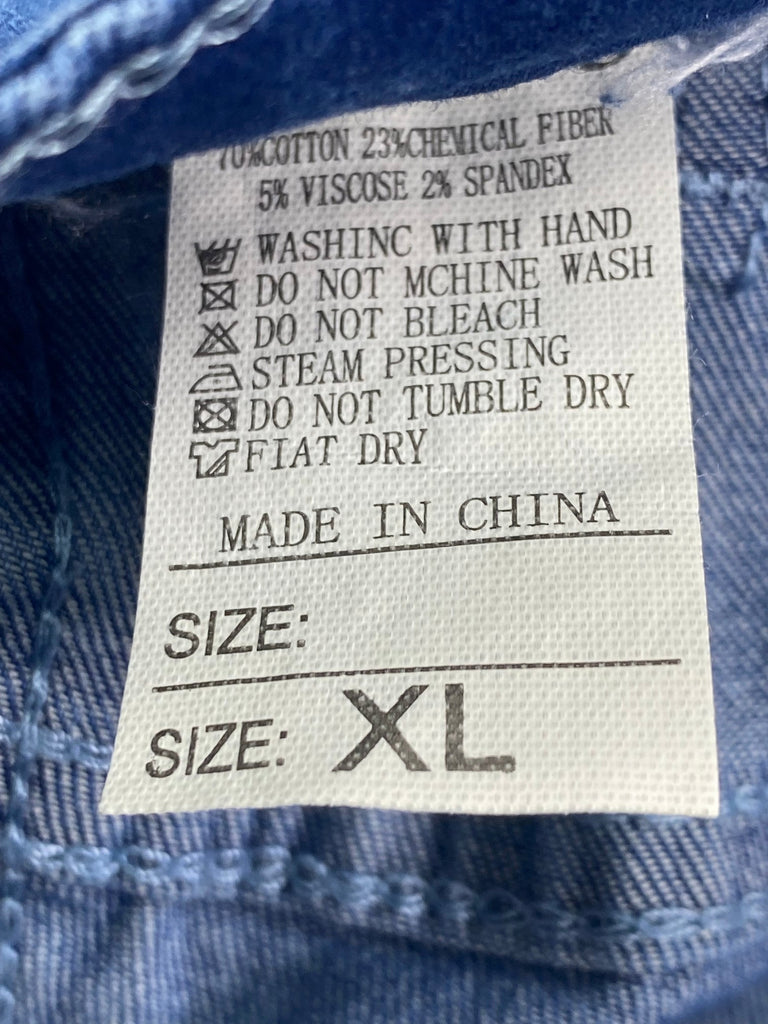 70%COTTON 23%CHEMICAL FIBER
5% VISCOSE 2% SPANDEX
WASHINC WITH HAND
DO NOT MCHINE WASH
DO NOT BLEACH
STEAM PRESSING
DO NOT TUMBLE DRY
FIAT DRY
MADE IN CHINA
SIZE:
SIZE: XL